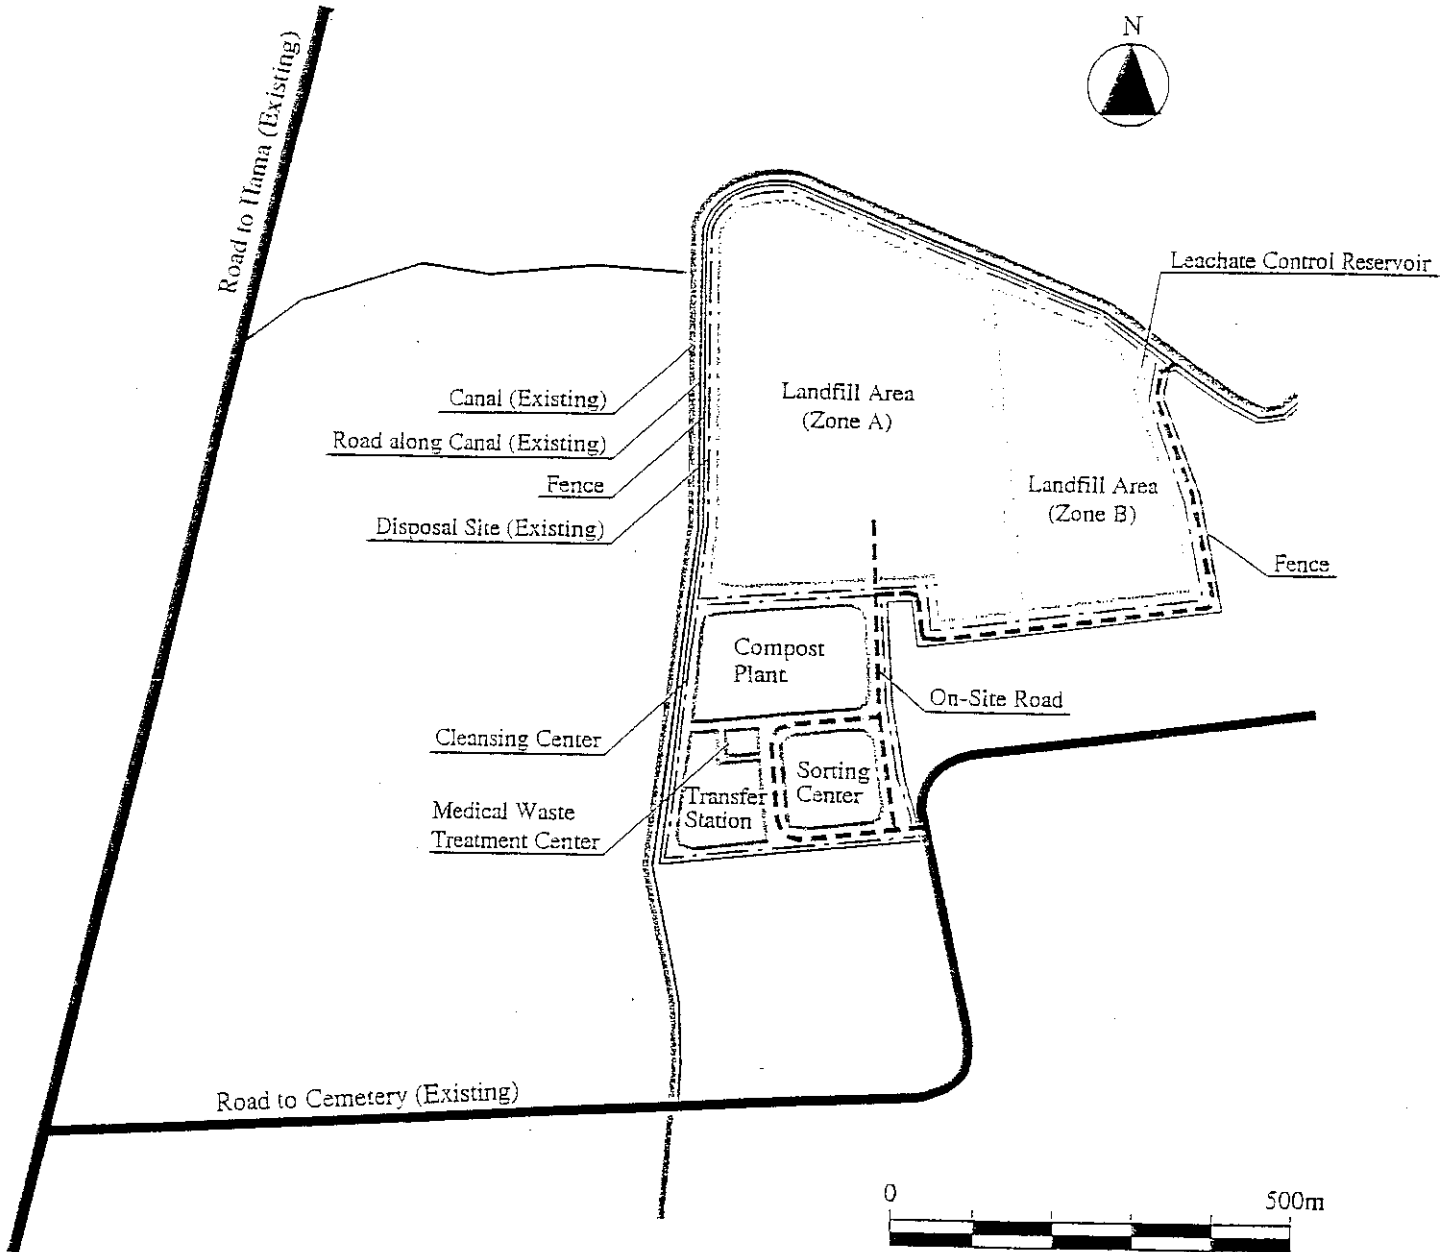 N
Road to Hama (Existing)
Leachate Control Reservoir
Canal (Existing)
Landfill Area
(Zone A)
Road along Canal (Existing)
Fence
Landfill Area
(Zone B)
Disposal Site (Existing)
Fence
Compost
Plant
On-Site Road
Cleansing Center
Sorting
Center
Medical Waste
Treatment Center
Transfer
Station
Road to Cemetery (Existing)
0
500m